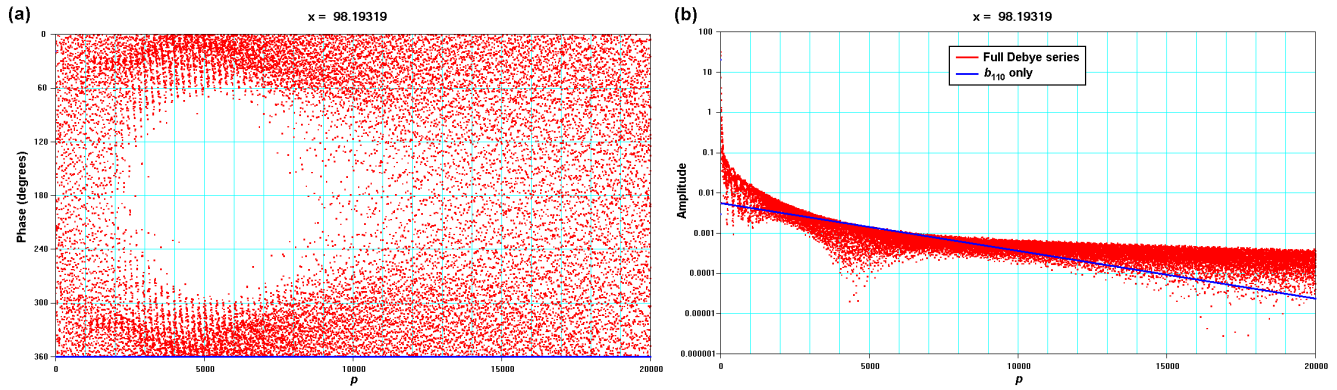 (a)
x = 98.19319
Phase (degrees)
0
60
120
180
240
300
360
0
5000
10000
15000
20000
p
(b)
x = 98.19319
Amplitude
100
10
1
0.1
0.01
0.001
0.0001
0.00001
0.000001
Full Debye series
b₁₁₀ only
0
5000
10000
15000
20000
p